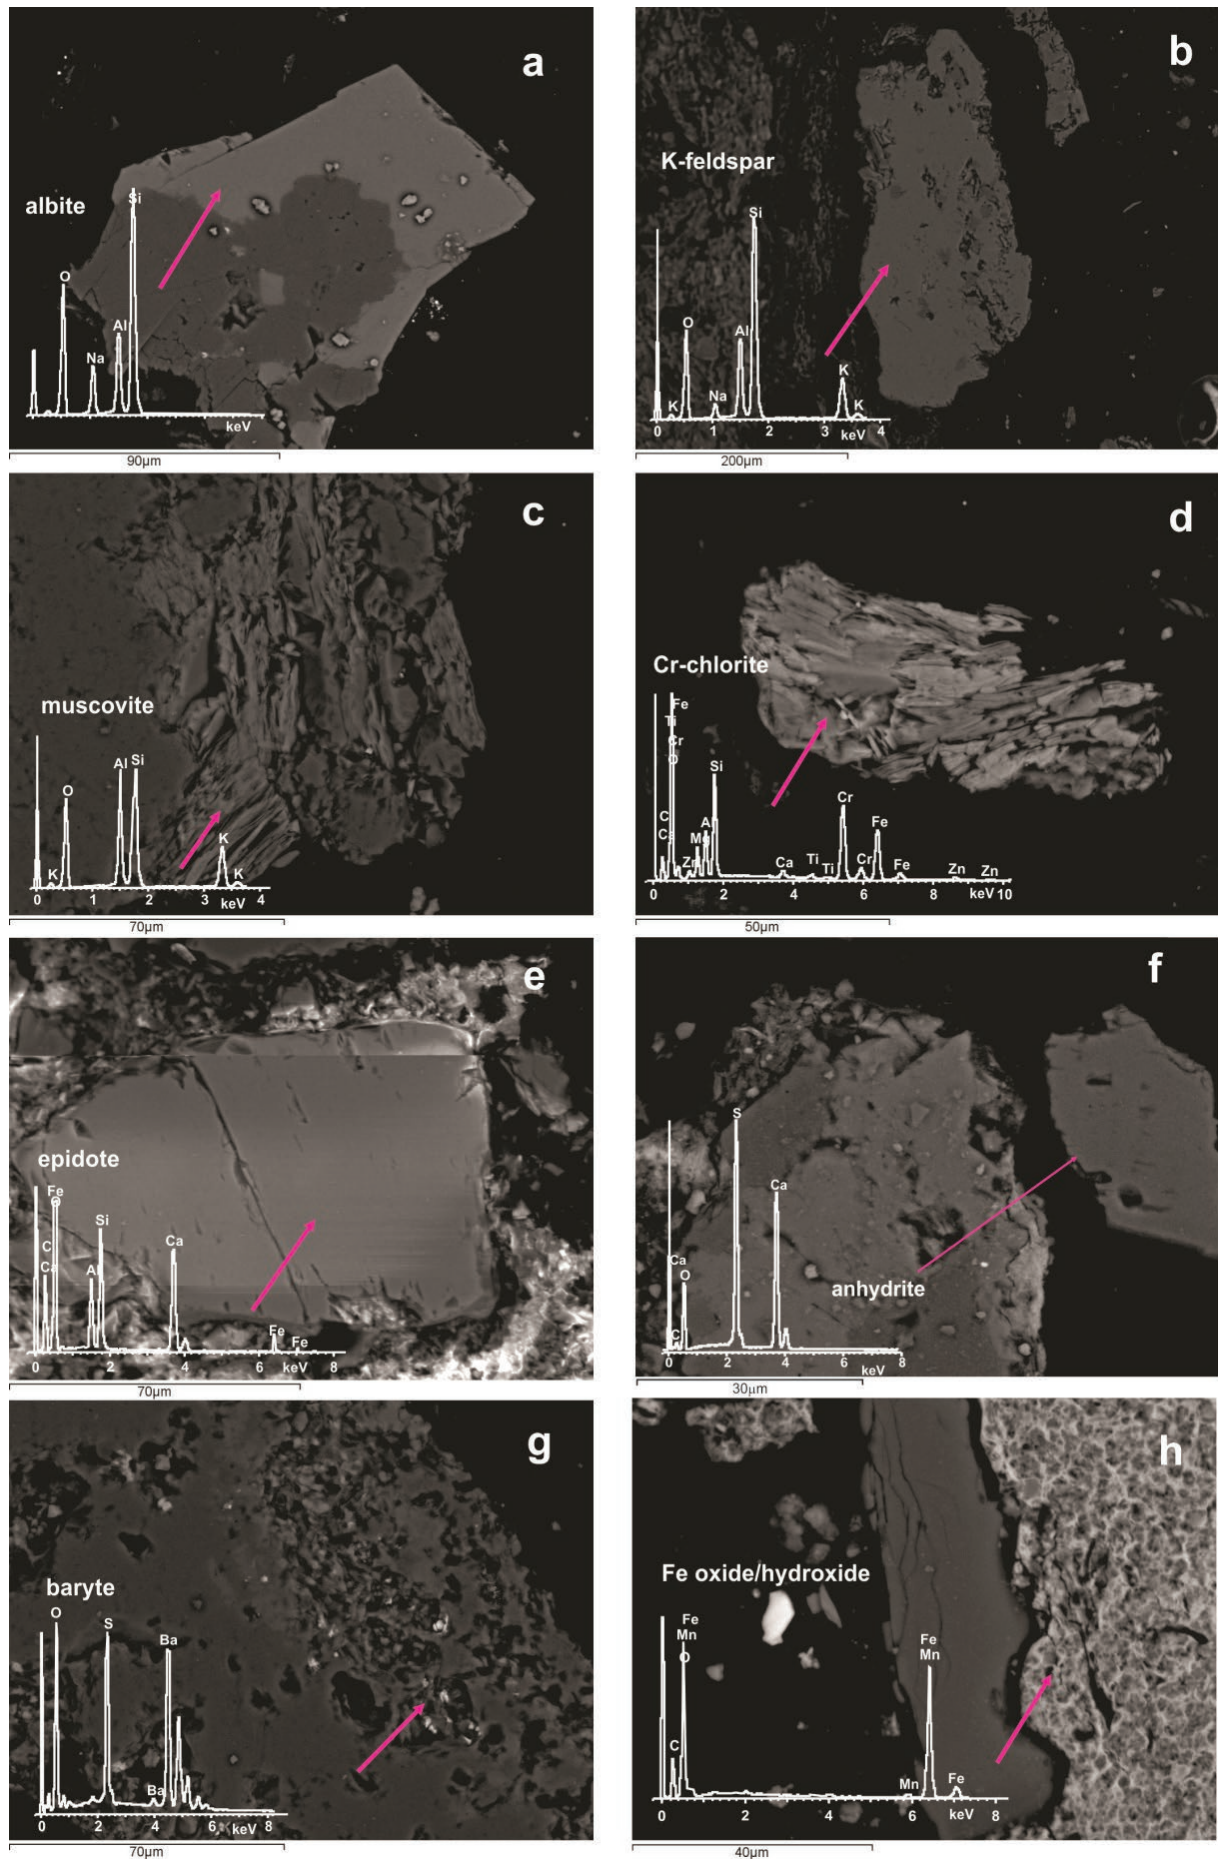 a
albite
Si
O
Al
Na
keV
90µm
b
K-feldspar
Si
O
Al
K
K
Na
K
0 1 2 3 keV 4
200µm
c
muscovite
Al Si
O
K
K
K
0 1 2 3 keV 4
70µm
d
Cr-chlorite
Fe
Ti
Cr
O
Si
Cr
C
Al
Fe
Ca
Mg
Zn
Ca
Ti
Ti
Cr
Fe
Zn
Zn
0 2 4 6 8 keV 10
50µm
e
epidote
Fe
O
Si
C
Ca
Ca
Al
Fe
Fe
0 2 4 6 keV 8
70µm
f
S
Ca
Ca
O
C
anhydrite
0 2 4 6 keV 8
30µm
g
baryte
O
S
Ba
Ba
0 2 4 6 keV 8
70µm
h
Fe oxide/hydroxide
Fe
Mn
O
Fe
Mn
C
Mn
Fe
0 2 4 6 keV 8
40µm